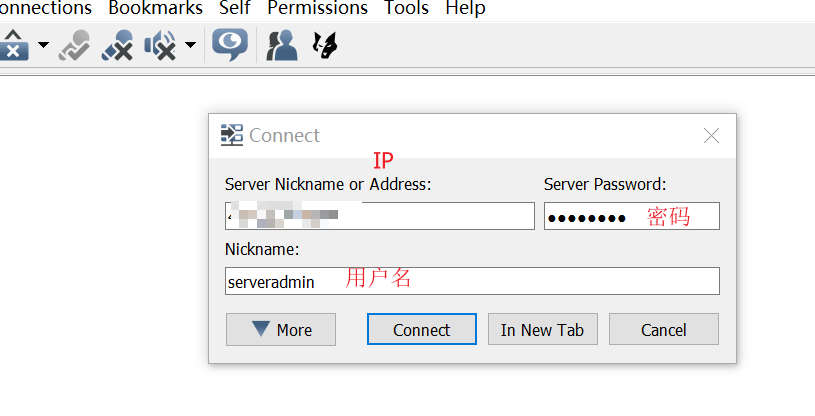 onnections Bookmarks Self Permissions Tools Help
Connect
IP
Server Nickname or Address: Server Password:
●●●●●●●● 密码
Nickname:
serveradmin 用户名
More Connect In New Tab Cancel